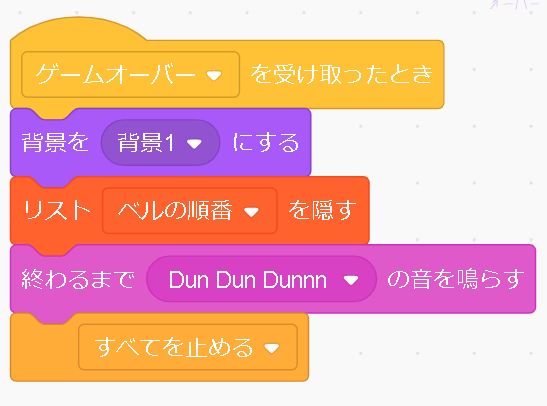 ゲームオーバー を受け取ったとき
背景を 背景1 にする
リスト ベルの順番 を隠す
終わるまで Dun Dun Dunnn の音を鳴らす
すべてを止める